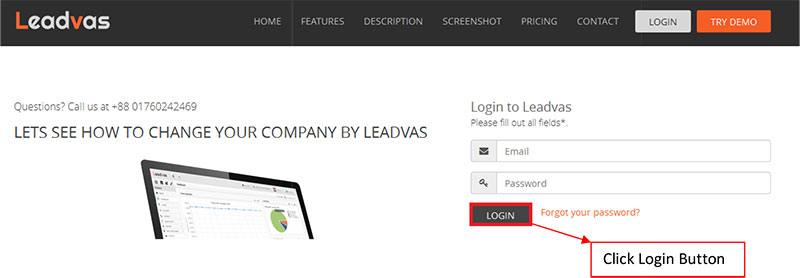 Leadvas
HOME FEATURES DESCRIPTION SCREENSHOT PRICING CONTACT LOGIN TRY DEMO
Questions? Call us at +88 01760242469
LETS SEE HOW TO CHANGE YOUR COMPANY BY LEADVAS
Login to Leadvas
Please fill out all fields*.
Email
Password
LOGIN Forgot your password?
Click Login Button